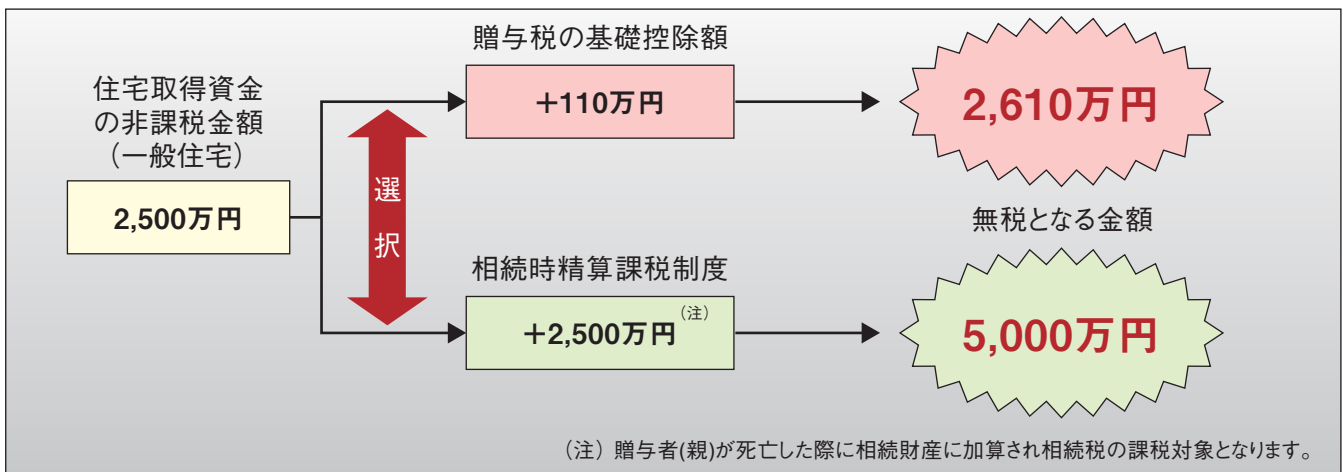 住宅取得資金
の非課税金額
（一般住宅）
2,500万円
選
択
贈与税の基礎控除額
＋110万円
2,610万円
相続時精算課税制度
＋2,500万円（注）
無税となる金額
5,000万円
（注）贈与者(親)が死亡した際に相続財産に加算され相続税の課税対象となります。